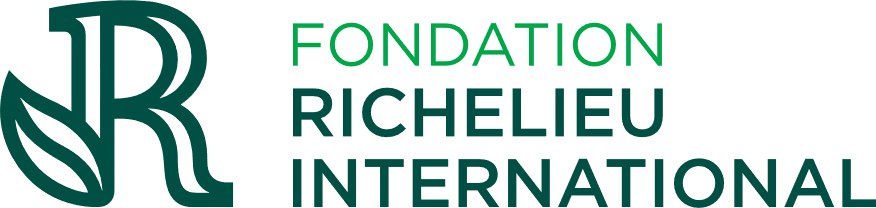 R
FONDATION
RICHELIEU
INTERNATIONAL